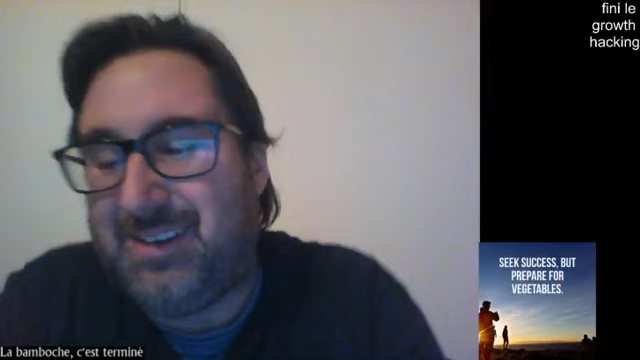 fini le
growth
hacking
SEEK SUCCESS, BUT
PREPARE FOR
VEGETABLES.
La bamboche, c'est terminé